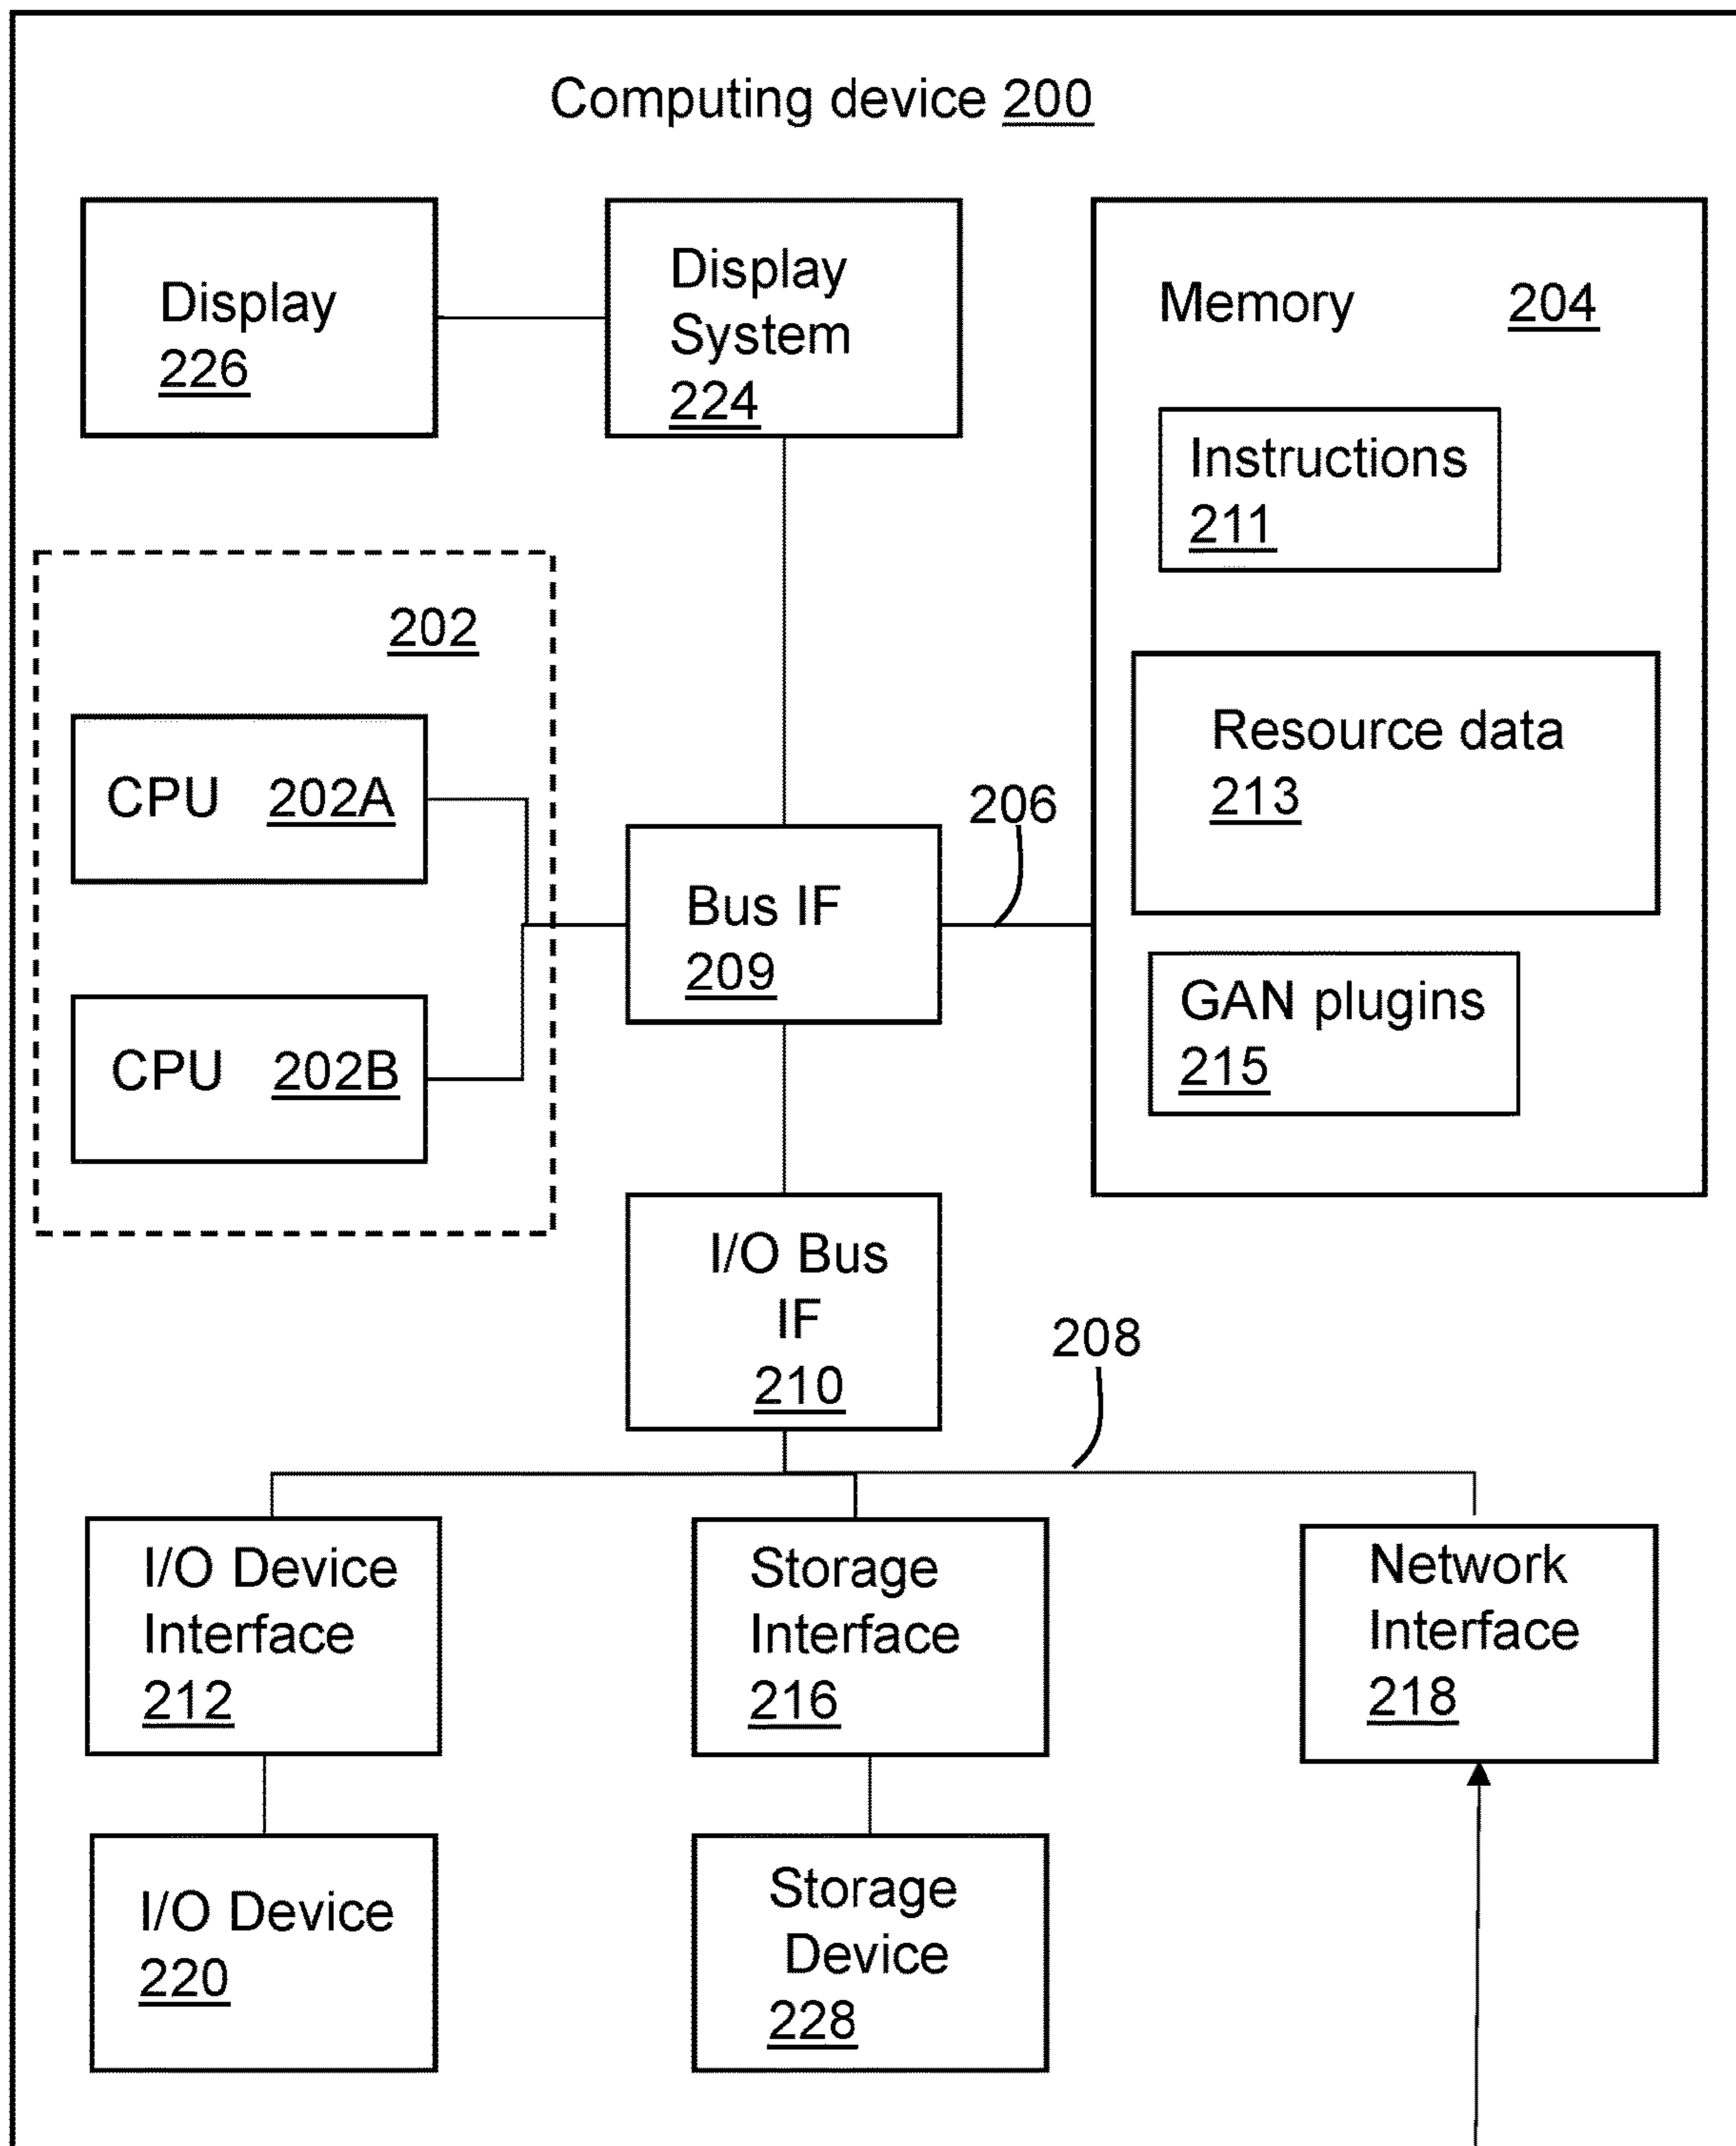 Computing device 200
Display
226
Display
System
224
Memory 204
Instructions
211
Resource data
213
GAN plugins
215
202
CPU 202A
CPU 202B
Bus IF
209
206
I/O Bus
IF
210
208
I/O Device
Interface
212
Storage
Interface
216
Network
Interface
218
I/O Device
220
Storage
Device
228